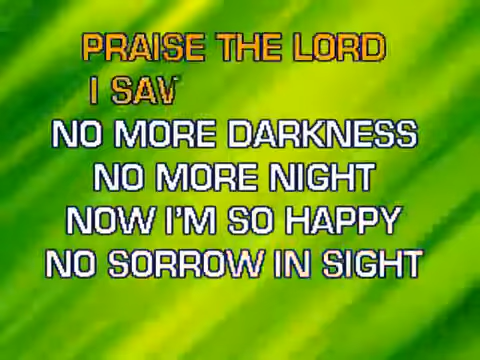 PRAISE THE LORD
I SAV
NO MORE DARKNESS
NO MORE NIGHT
NOW I'M SO HAPPY
NO SORROW IN SIGHT